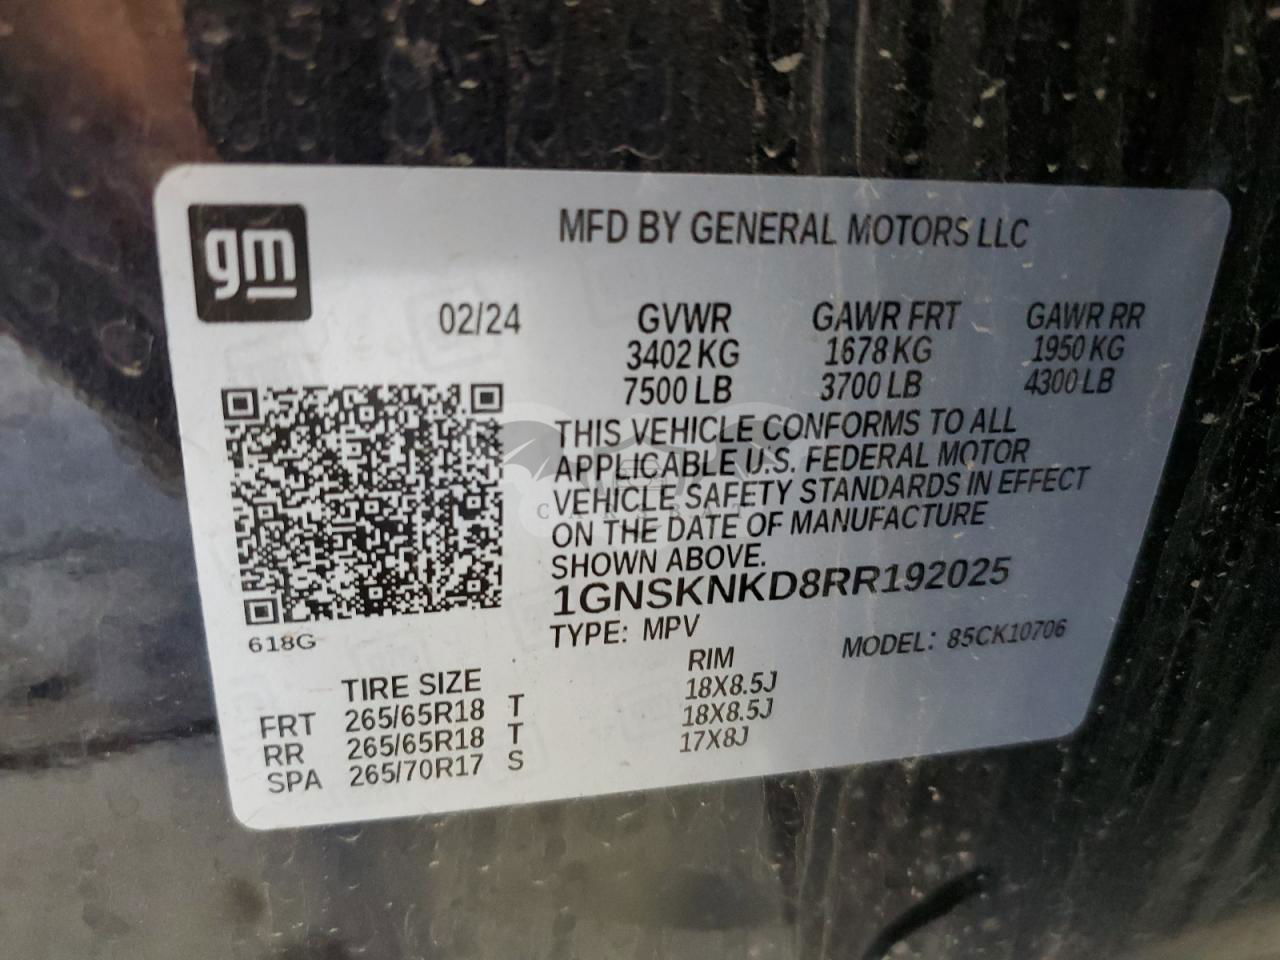 gm
MFD BY GENERAL MOTORS LLC
02/24
GVWR GAWR FRT GAWR RR
3402 KG 1678 KG 1950 KG
7500 LB 3700 LB 4300 LB
THIS VEHICLE CONFORMS TO ALL
APPLICABLE U.S. FEDERAL MOTOR
VEHICLE SAFETY STANDARDS IN EFFECT
ON THE DATE OF MANUFACTURE
SHOWN ABOVE.
1GNSKNKD8RR192025
618G
TYPE: MPV MODEL: 85CK10706
TIRE SIZE RIM
FRT 265/65R18 T 18X8.5J
RR 265/65R18 T 18X8.5J
SPA 265/70R17 S 17X8J